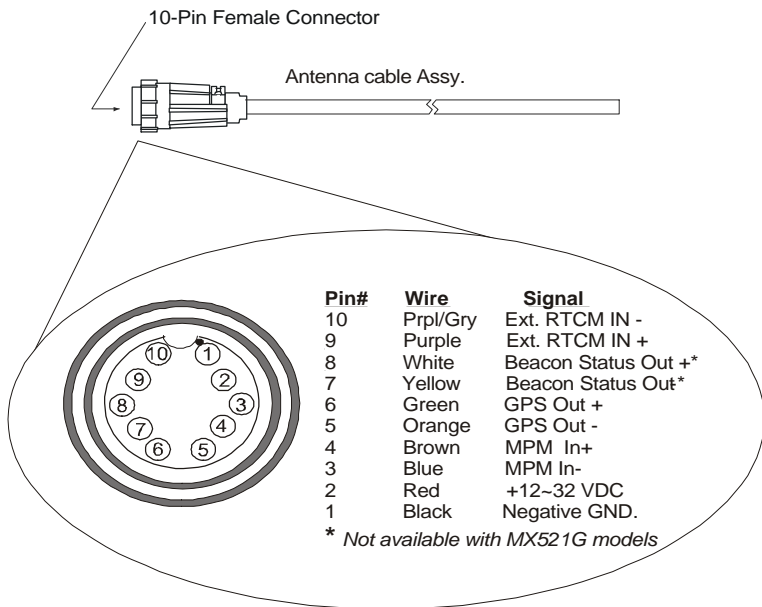 10-Pin Female Connector
Antenna cable Assy.
Pin# Wire Signal
10 Prpl/Gry Ext. RTCM IN -
9 Purple Ext. RTCM IN +
8 White Beacon Status Out +*
7 Yellow Beacon Status Out-*
6 Green GPS Out +
5 Orange GPS Out -
4 Brown MPM In+
3 Blue MPM In-
2 Red +12~32 VDC
1 Black Negative GND.
* Not available with MX521G models
10 1
9 2
8 3
7 4
6 5